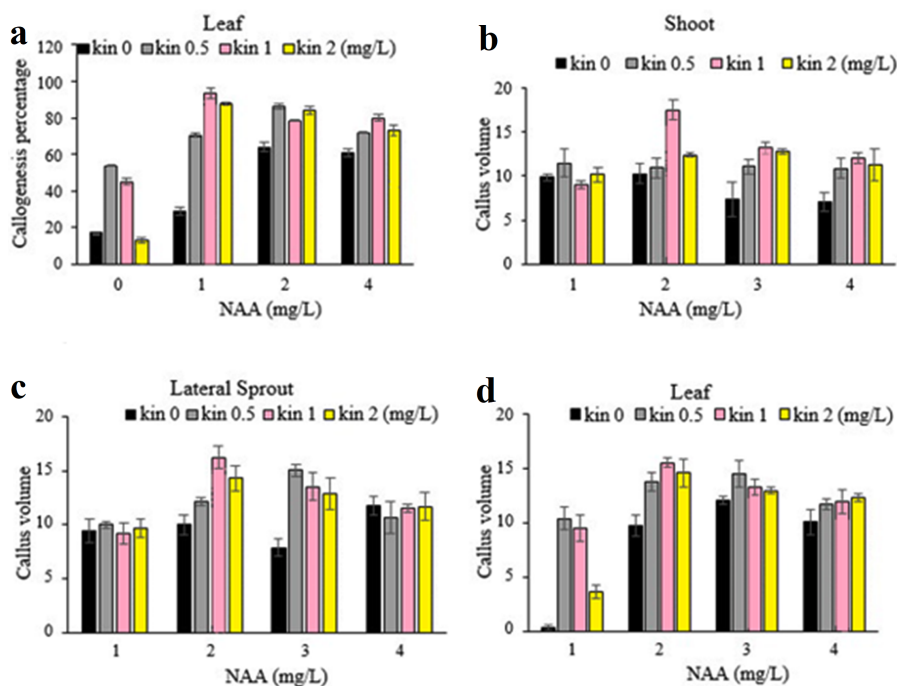 a
Leaf
kin 0 kin 0.5 kin 1 kin 2 (mg/L)
Callogenesis percentage
120
100
80
60
40
20
0
0 1 2 4
NAA (mg/L)
b
Shoot
kin 0 kin 0.5 kin 1 kin 2 (mg/L)
Callus volume
20
15
10
5
0
1 2 3 4
NAA (mg/L)
c
Lateral Sprout
kin 0 kin 0.5 kin 1 kin 2 (mg/L)
Callus volume
20
15
10
5
0
1 2 3 4
NAA (mg/L)
d
Leaf
kin 0 kin 0.5 kin 1 kin 2 (mg/L)
Callus volume
20
15
10
5
0
1 2 3 4
NAA (mg/L)